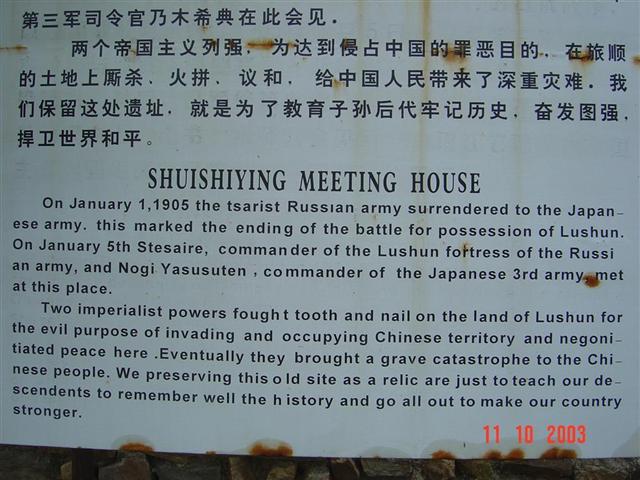 第三军司令官乃木希典在此会见.
两个帝国主义列强，为达到侵占中国的罪恶目的，在旅顺
的土地上厮杀、火拼、议和，给中国人民带来了深重灾难.我
们保留这处遗址，就是为了教育子孙后代牢记历史，奋发图强，
捍卫世界和平。
SHUISHIYING MEETING HOUSE
On January 1,1905 the tsarist Russian army surrendered to the Japan-
ese army. this marked the ending of the battle for possession of Lushun.
On January 5th Stesaire, commander of the Lushun fortress of the Russi
an army, and Nogi Yasusuten , commander of the Japanese 3rd army, met
at this place.
Two imperialist powers fought tooth and nail on the land of Lushun for
the evil purpose of invading and occupying Chinese territory and negoni-
tiated peace here .Eventually they brought a grave catastrophe to the Chi-
nese people. We preserving this old site as a relic are just to teach our de-
scendents to remember well the history and go all out to make our country
stronger.
11 10 2003